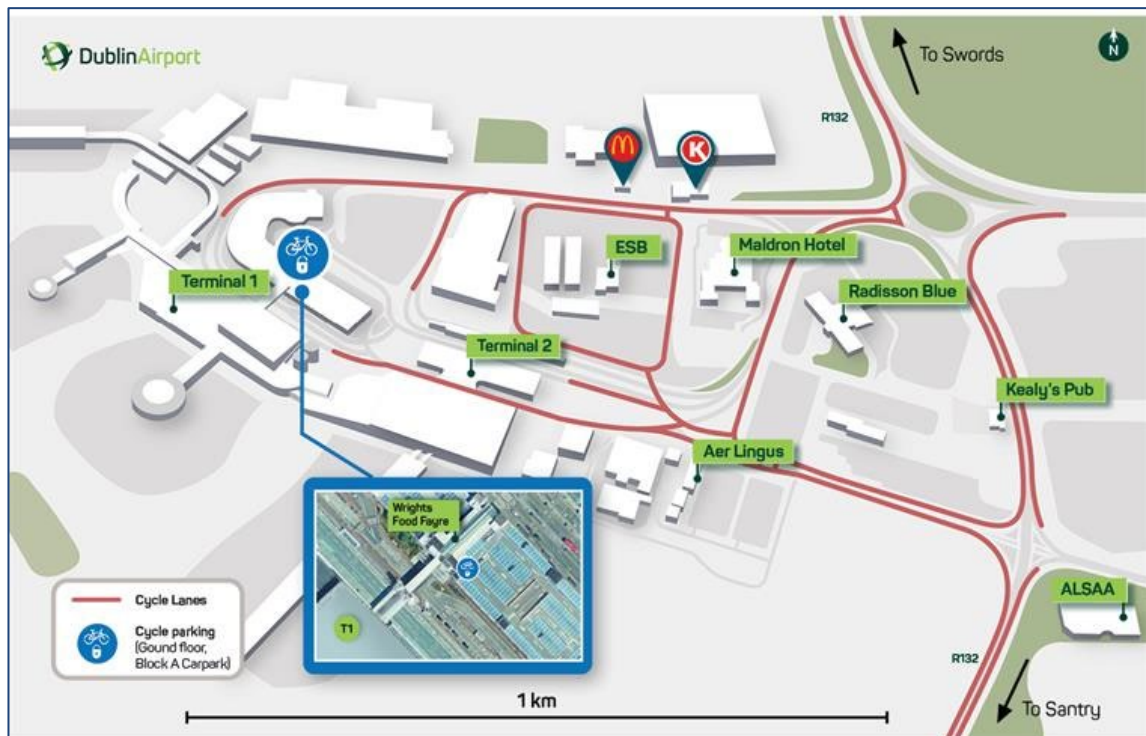 DublinAirport
To Swords
N
R132
M
K
ESB
Maldron Hotel
Terminal 1
Radisson Blue
Terminal 2
Kealy's Pub
Aer Lingus
Wrights
Food Fayre
T1
Cycle Lanes
Cycle parking
(Gound floor,
Block A Carpark)
ALSAA
R132
1 km
To Santry